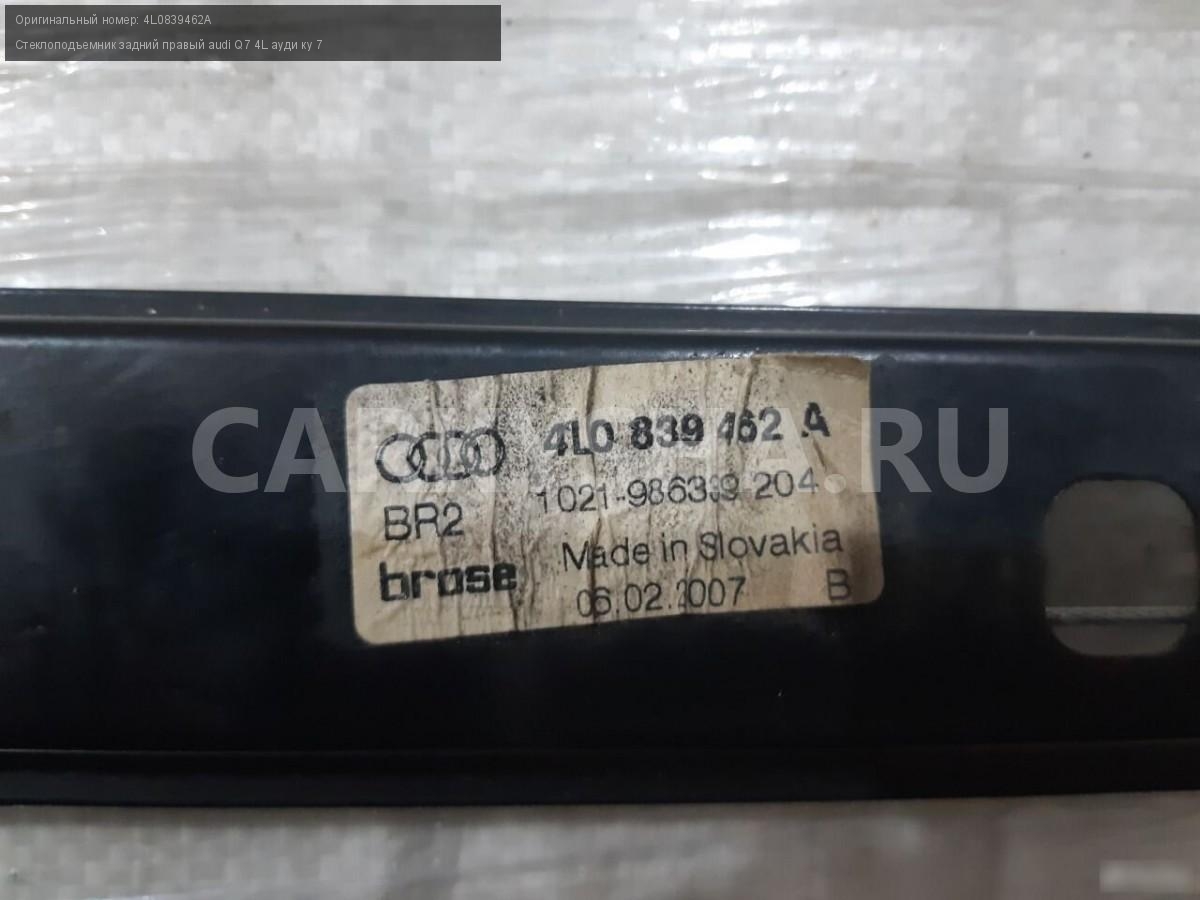 Оригинальный номер: 4L0839462A
Стеклоподъемник задний правый audi Q7 4L ауди ку 7
4L0 839 462 A
BR2
1021-986339 204
brose
Made in Slovakia
06.02.2007 B